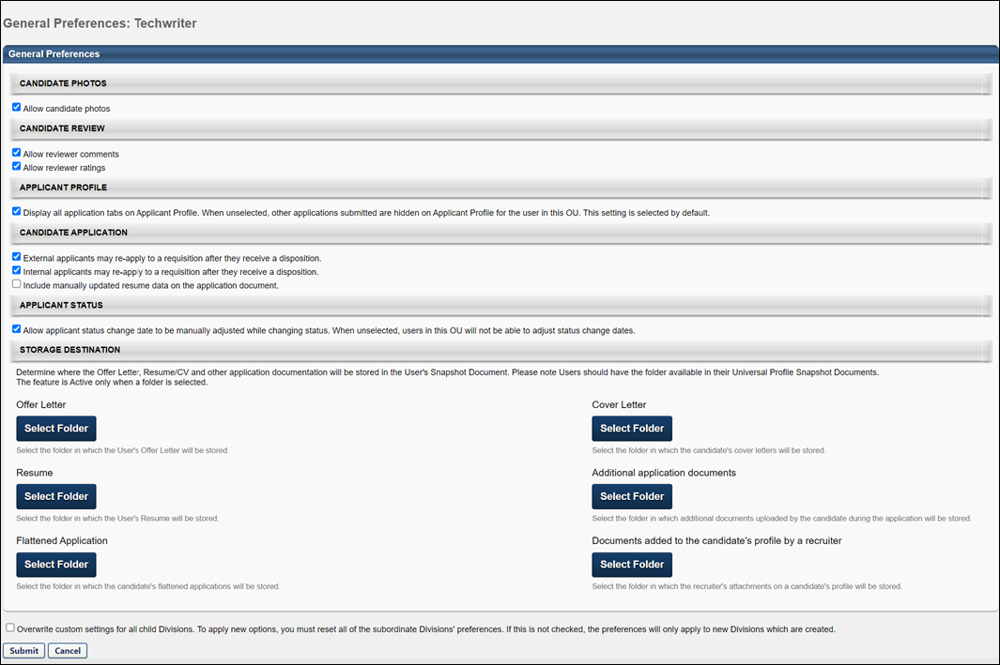 General Preferences: Techwriter
General Preferences
CANDIDATE PHOTOS
Allow candidate photos
CANDIDATE REVIEW
Allow reviewer comments
Allow reviewer ratings
APPLICANT PROFILE
Display all application tabs on Applicant Profile. When unselected, other applications submitted are hidden on Applicant Profile for the user in this OU. This setting is selected by default.
CANDIDATE APPLICATION
External applicants may re-apply to a requisition after they receive a disposition.
Internal applicants may re-apply to a requisition after they receive a disposition.
Include manually updated resume data on the application document.
APPLICANT STATUS
Allow applicant status change date to be manually adjusted while changing status. When unselected, users in this OU will not be able to adjust status change dates.
STORAGE DESTINATION
Determine where the Offer Letter, Resume/CV and other application documentation will be stored in the User's Snapshot Document. Please note Users should have the folder available in their Universal Profile Snapshot Documents.
The feature is Active only when a folder is selected.
Offer Letter
Select Folder
Select the folder in which the User's Offer Letter will be stored.
Cover Letter
Select Folder
Select the folder in which the candidate's cover letters will be stored.
Resume
Select Folder
Select the folder in which the User's Resume will be stored.
Additional application documents
Select Folder
Select the folder in which additional documents uploaded by the candidate during the application will be stored.
Flattened Application
Select Folder
Select the folder in which the candidate's flattened applications will be stored.
Documents added to the candidate's profile by a recruiter
Select Folder
Select the folder in which the recruiter's attachments on a candidate's profile will be stored.
Overwrite custom settings for all child Divisions. To apply new options, you must reset all of the subordinate Divisions' preferences. If this is not checked, the preferences will only apply to new Divisions which are created.
Submit
Cancel